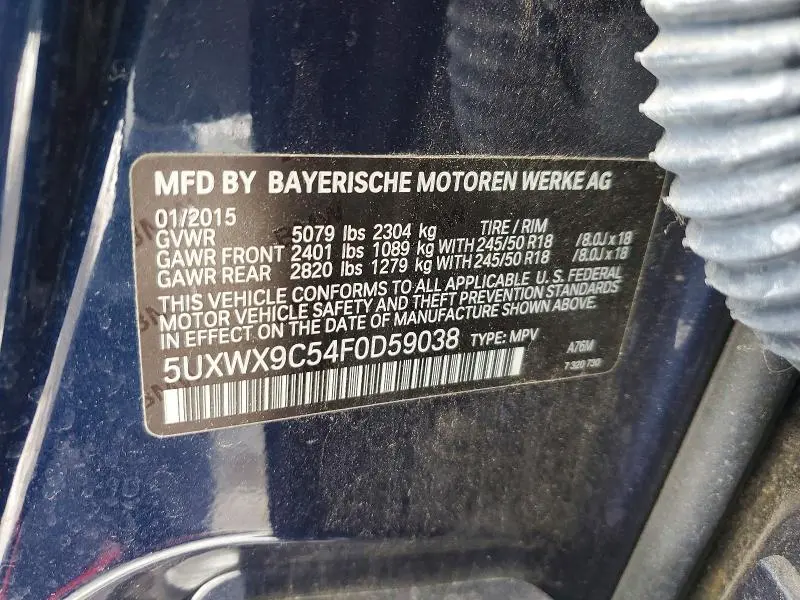 MFD BY BAYERISCHE MOTOREN WERKE AG
01/2015 TIRE / RIM
GVWR 5079 lbs 2304 kg
GAWR FRONT 2401 lbs 1089 kg WITH 245/50 R18 /8.0J x 18
GAWR REAR 2820 lbs 1279 kg WITH 245/50 R18 /8.0J x 18
THIS VEHICLE CONFORMS TO ALL APPLICABLE U.S. FEDERAL
MOTOR VEHICLE SAFETY AND THEFT PREVENTION STANDARDS
IN EFFECT ON THE DATE OF MANUFACTURE SHOWN ABOVE.
5UXWX9C54F0D59038 TYPE: MPV A76M
7 320 730